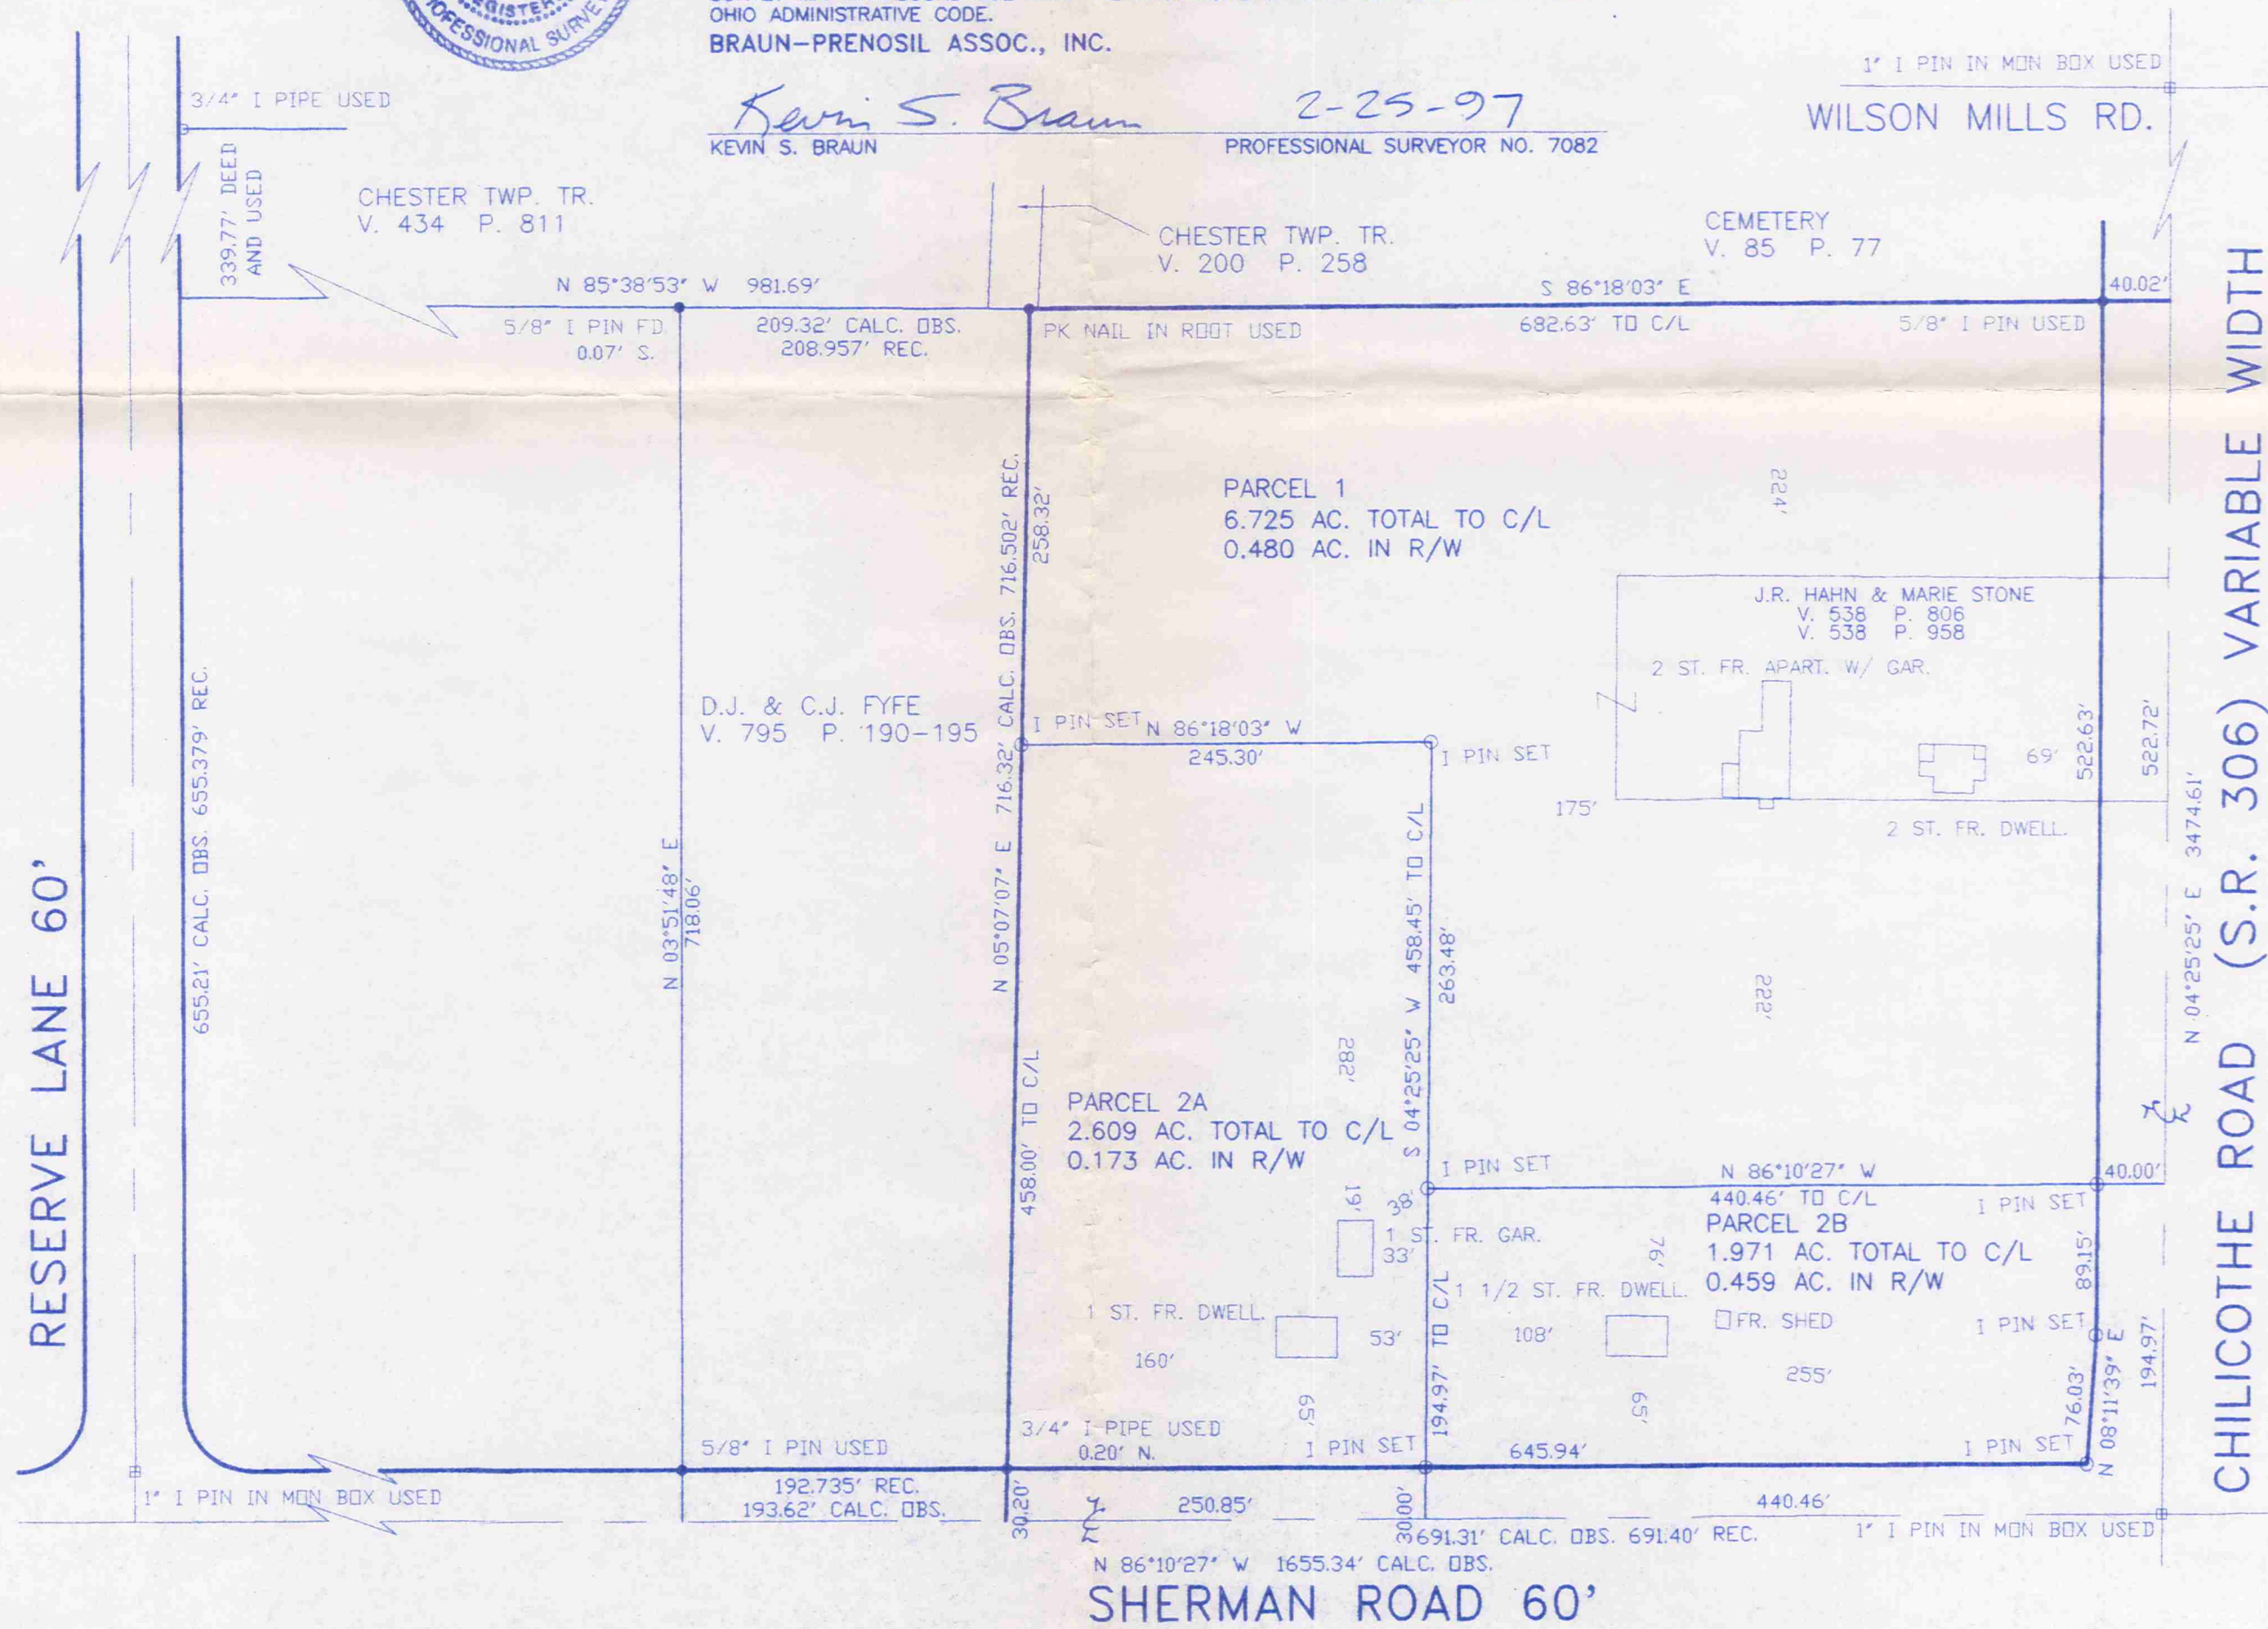 REGISTERED
PROFESSIONAL SURVEYOR
OHIO ADMINISTRATIVE CODE.
BRAUN-PRENOSIL ASSOC., INC.
Kevin S. Braun
2-25-97
KEVIN S. BRAUN
PROFESSIONAL SURVEYOR NO. 7082
1" I PIN IN MON BOX USED
WILSON MILLS RD.
3/4" I PIPE USED
339.77' DEED
AND USED
CHESTER TWP. TR.
V. 434 P. 811
CHESTER TWP. TR.
V. 200 P. 258
CEMETERY
V. 85 P. 77
N 85°38'53" W 981.69'
S 86°18'03" E
40.02'
5/8" I PIN FD.
0.07' S.
209.32' CALC. OBS.
208.957' REC.
PK NAIL IN ROOT USED
682.63' TO C/L
5/8" I PIN USED
PARCEL 1
6.725 AC. TOTAL TO C/L
0.480 AC. IN R/W
224'
J.R. HAHN & MARIE STONE
V. 538 P. 806
V. 538 P. 958
2 ST. FR. APART. W/ GAR.
69'
175'
2 ST. FR. DWELL.
222'
522.63'
522.72'
N 04°25'25" E 3474.61'
CHILICOTHE ROAD (S.R. 306) VARIABLE WIDTH
RESERVE LANE 60'
655.21' CALC. OBS. 655.379' REC.
D.J. & C.J. FYFE
V. 795 P. 190-195
N 03°51'48" E
718.06'
N 05°07'07" E 716.32' CALC. OBS. 716.502' REC.
258.32'
458.00' TO C/L
I PIN SET
N 86°18'03" W
245.30'
I PIN SET
S 04°25'25" W 458.45' TO C/L
263.48'
282'
PARCEL 2A
2.609 AC. TOTAL TO C/L
0.173 AC. IN R/W
I PIN SET
N 86°10'27" W
440.46' TO C/L
I PIN SET
40.00'
PARCEL 2B
1.971 AC. TOTAL TO C/L
0.459 AC. IN R/W
19'
38'
1 ST. FR. GAR.
33'
76'
1 1/2 ST. FR. DWELL.
1 ST. FR. DWELL.
53'
160'
65'
108'
FR. SHED
255'
65'
89.15'
I PIN SET
76.03'
N 08°11'39" E
194.97'
194.97' TO C/L
3/4" I PIPE USED
0.20' N.
I PIN SET
645.94'
I PIN SET
5/8" I PIN USED
192.735' REC.
193.62' CALC. OBS.
1" I PIN IN MON BOX USED
30.20'
250.85'
30.00'
440.46'
691.31' CALC. OBS. 691.40' REC.
1" I PIN IN MON BOX USED
N 86°10'27" W 1655.34' CALC. OBS.
SHERMAN ROAD 60'